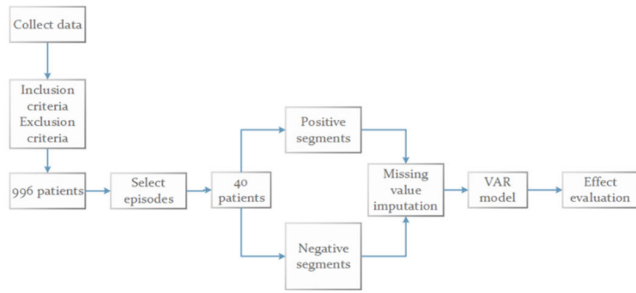 Collect data
Inclusion
criteria
Exclusion
criteria
996 patients
Select
episodes
40
patients
Positive
segments
Negative
segments
Missing
value
imputation
VAR
model
Effect
evaluation